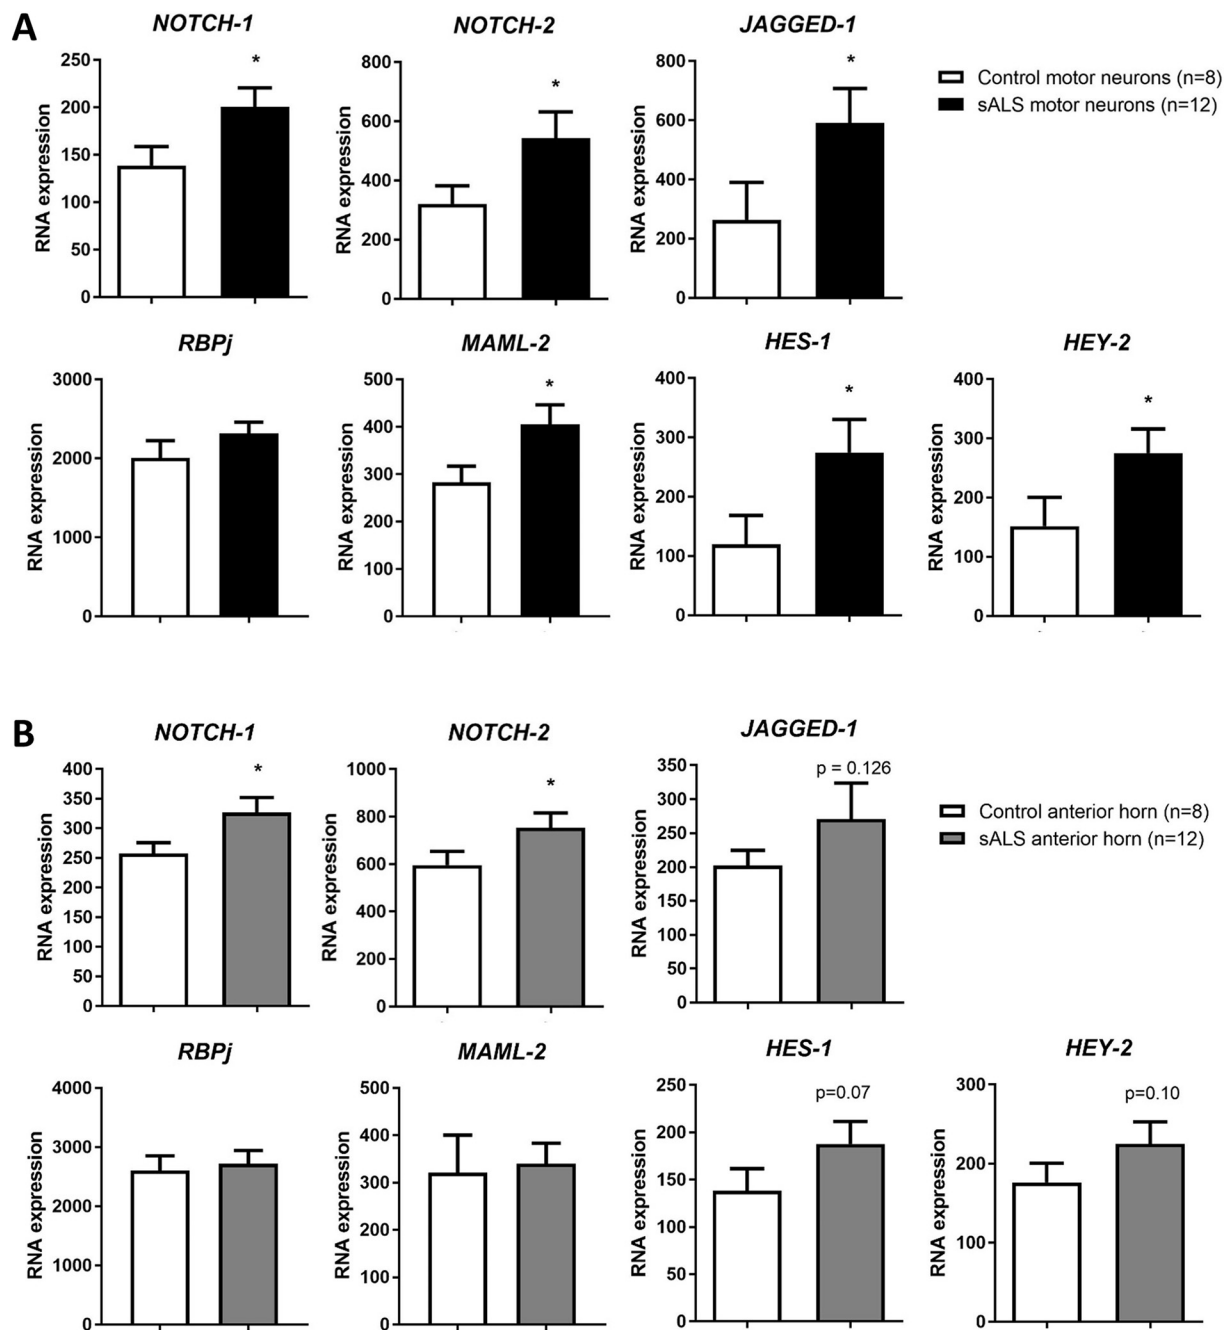 A
NOTCH-1
NOTCH-2
JAGGED-1
250
200
150
100
50
0
RNA expression
*
800
600
400
200
0
RNA expression
*
800
600
400
200
0
RNA expression
*
Control motor neurons (n=8)
sALS motor neurons (n=12)
RBPj
MAML-2
HES-1
HEY-2
3000
2000
1000
0
RNA expression
500
400
300
200
100
0
RNA expression
*
400
300
200
100
0
RNA expression
*
400
300
200
100
0
RNA expression
*
B
NOTCH-1
NOTCH-2
JAGGED-1
400
350
300
250
200
150
100
50
0
RNA expression
*
1000
800
600
400
200
0
RNA expression
*
350
300
250
200
150
100
50
0
RNA expression
p = 0.126
Control anterior horn (n=8)
sALS anterior horn (n=12)
RBPj
MAML-2
HES-1
HEY-2
4000
3000
2000
1000
0
RNA expression
500
400
300
200
100
0
RNA expression
250
200
150
100
50
0
RNA expression
p=0.07
300
200
100
0
RNA expression
p=0.10